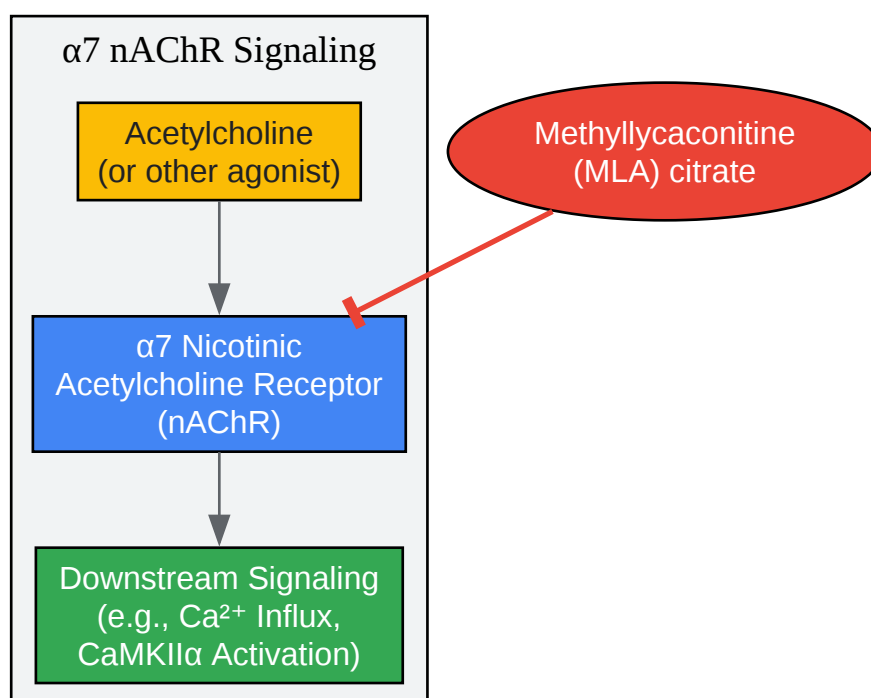 α7 nAChR Signaling
Acetylcholine
(or other agonist)
Methyllycaconitine
(MLA) citrate
α7 Nicotinic
Acetylcholine Receptor
(nAChR)
Downstream Signaling
(e.g., Ca²⁺ Influx,
CaMKIIα Activation)